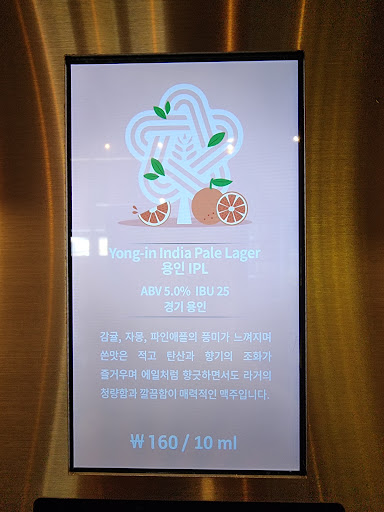 Yong-in India Pale Lager
용인 IPL
ABV 5.0% IBU 25
경기 용인
감귤, 자몽, 파인애플의 풍미가 느껴지며
쓴맛은 적고 탄산과 향기의 조화가
즐거우며 에일처럼 향긋하면서도 라거의
청량함과 깔끔함이 매력적인 맥주입니다.
₩ 160 / 10 ml